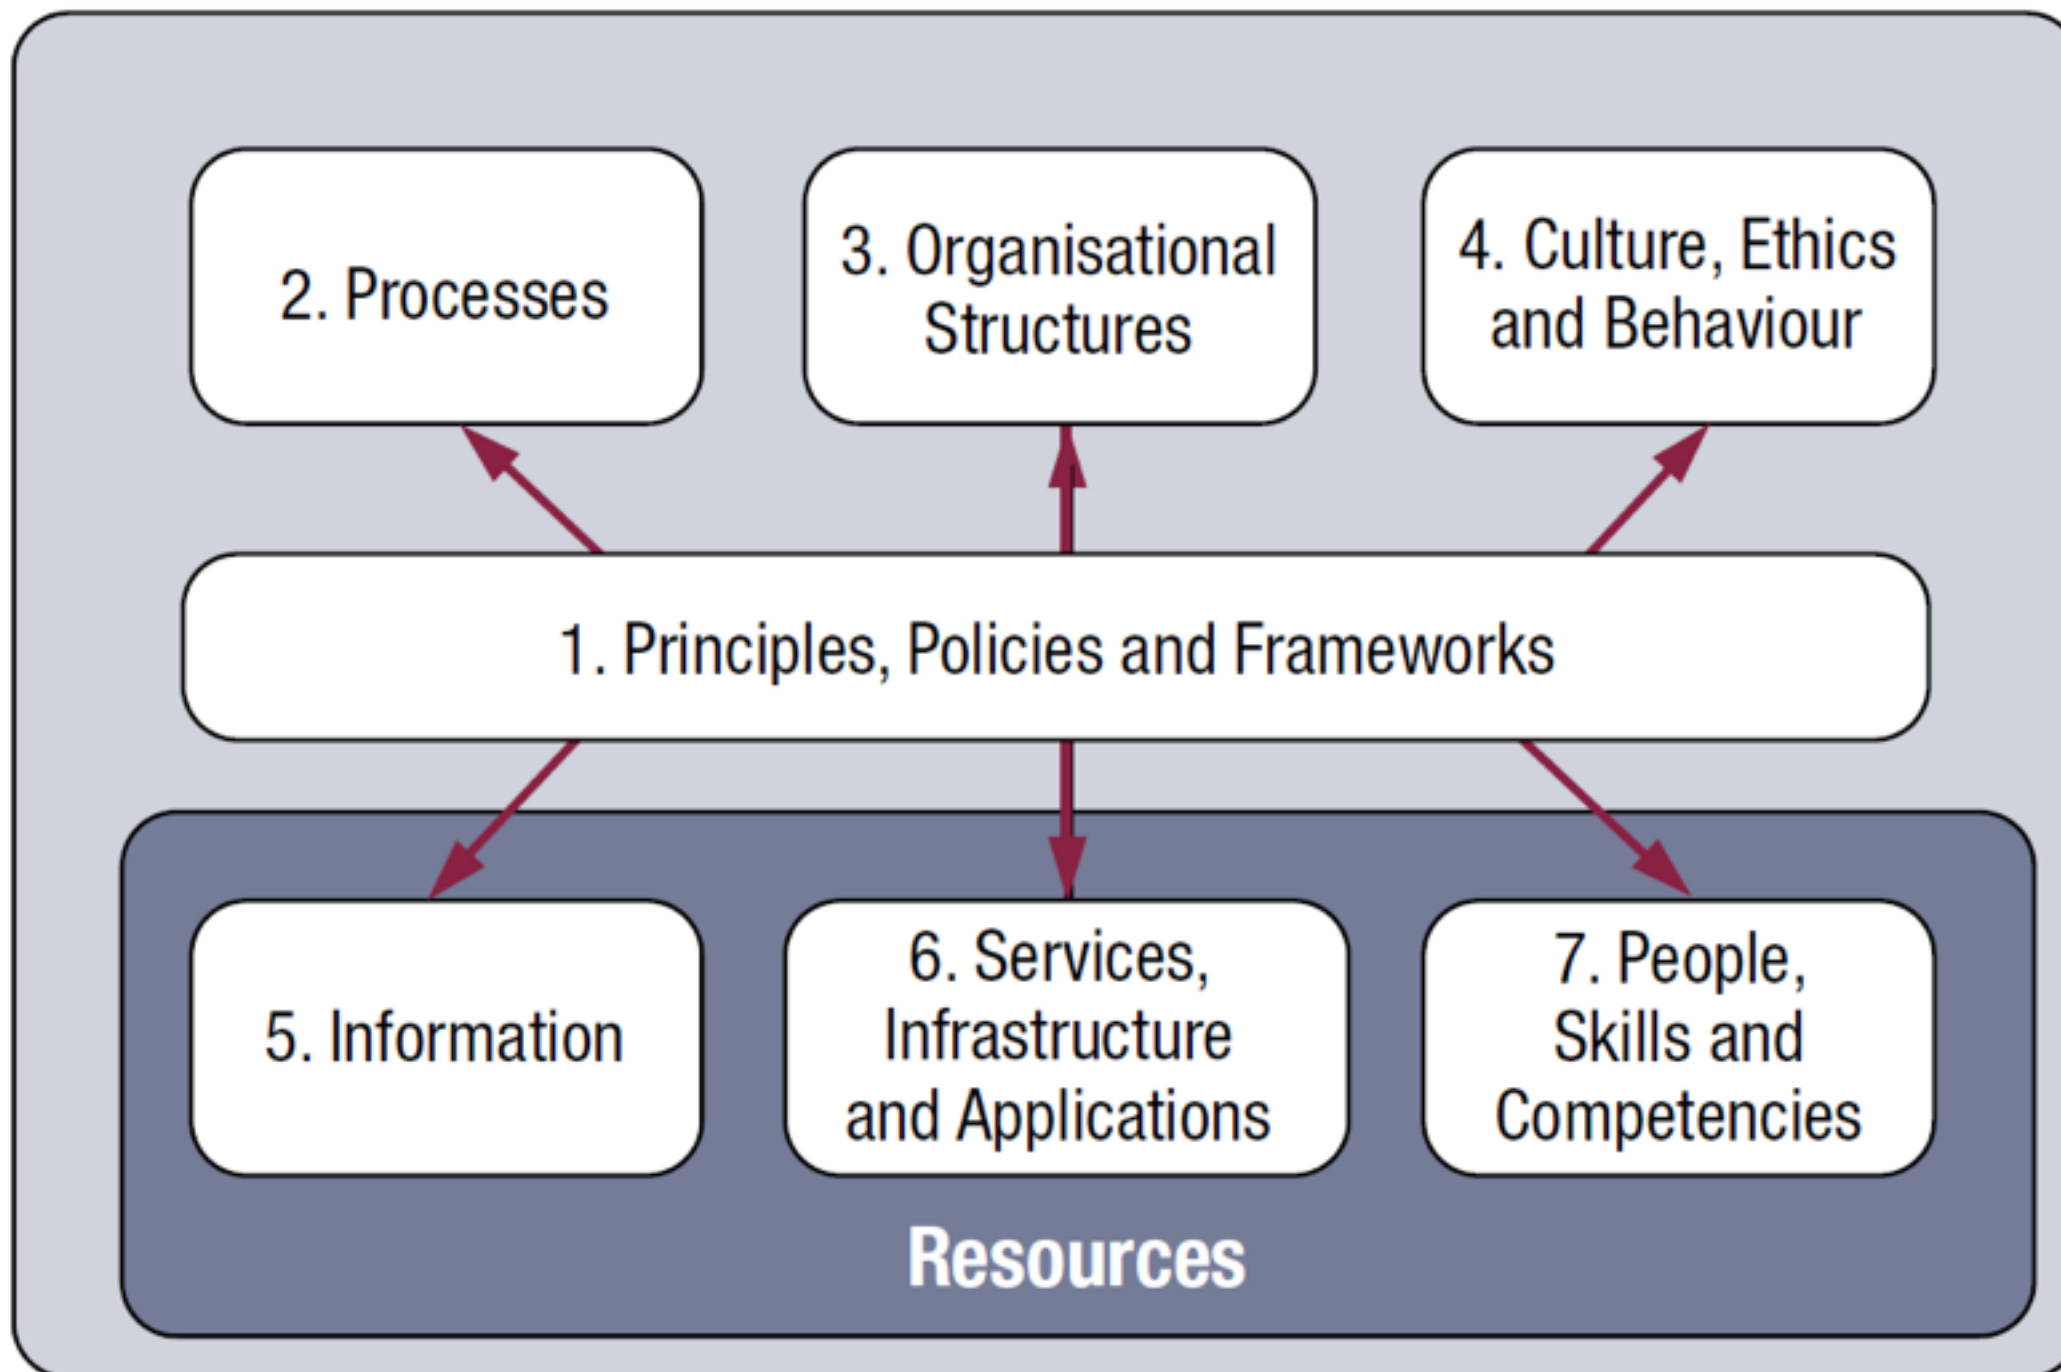 2. Processes
3. Organisational
Structures
4. Culture, Ethics
and Behaviour
1. Principles, Policies and Frameworks
5. Information
6. Services,
Infrastructure
and Applications
7. People,
Skills and
Competencies
Resources